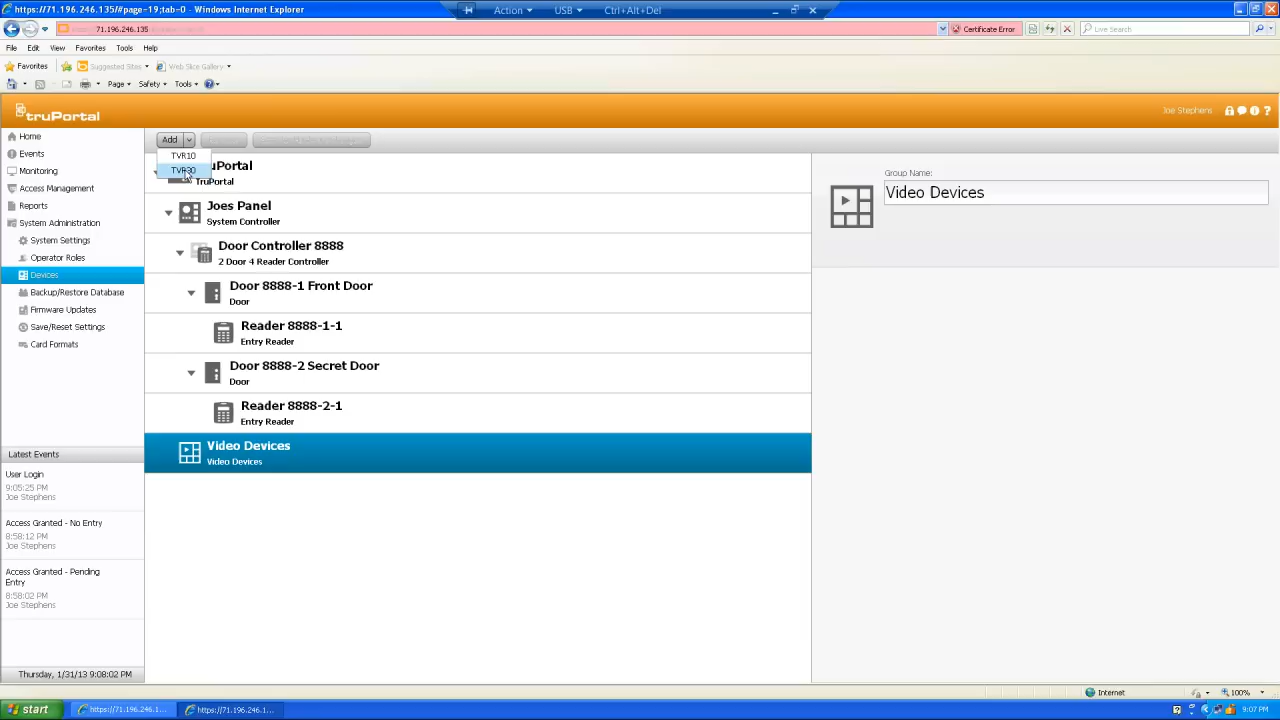 https://71.196.246.135/#page-19;tab-0 - Windows Internet Explorer
Action
USB
Ctrl+Alt+Del
71.196.246.135
Certificate Error
Live Search
File Edit View Favorites Tools Help
Favorites
Suggested Sites
Web Slice Gallery
Page Safety Tools
truPortal
Joe Stephens
Home
Events
Monitoring
Access Management
Reports
System Administration
System Settings
Operator Roles
Devices
Backup/Restore Database
Firmware Updates
Save/Reset Settings
Card Formats
Latest Events
User Login
9:05:25 PM
Joe Stephens
Access Granted - No Entry
8:58:12 PM
Joe Stephens
Access Granted - Pending
Entry
8:58:02 PM
Joe Stephens
Thursday, 1/31/13 9:08:02 PM
Add
TVR10
TVR30
uPortal
TruPortal
Joes Panel
System Controller
Door Controller 8888
2 Door 4 Reader Controller
Door 8888-1 Front Door
Door
Reader 8888-1-1
Entry Reader
Door 8888-2 Secret Door
Door
Reader 8888-2-1
Entry Reader
Video Devices
Video Devices
Group Name:
Video Devices
Internet
100%
start
https://71.196.246.1...
https://71.196.246.1...
9:07 PM